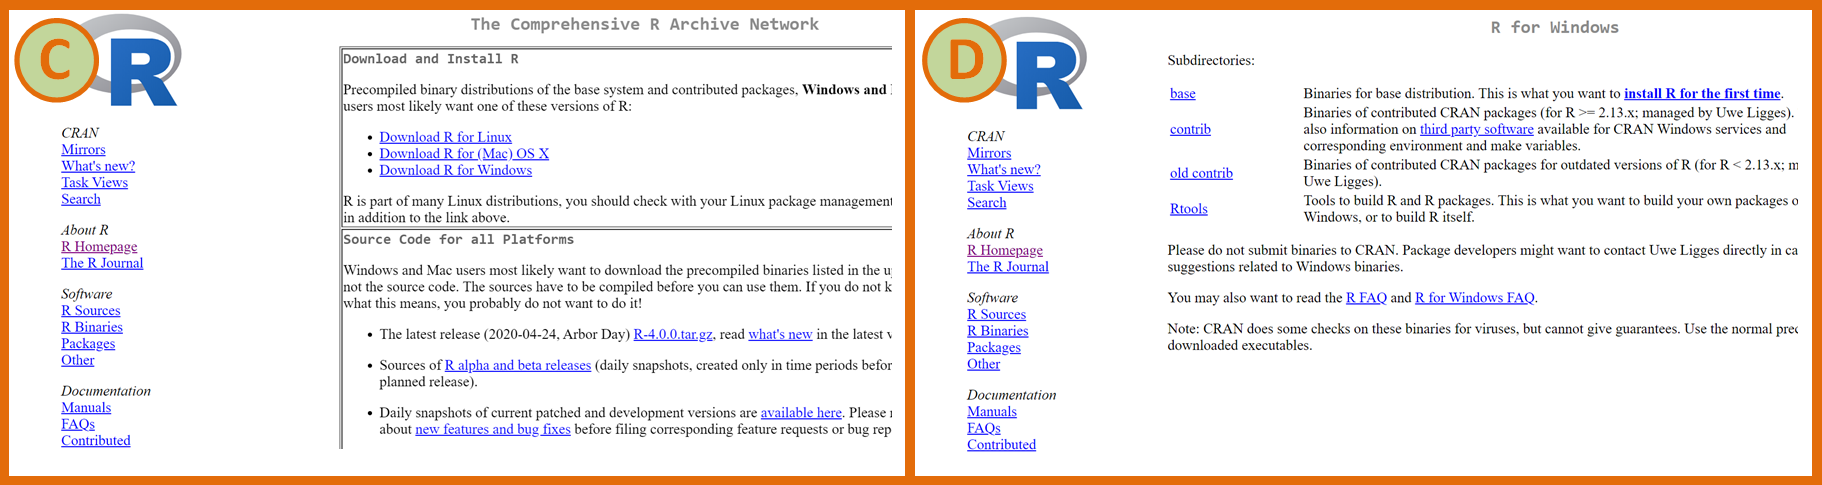 C
R
The Comprehensive R Archive Network
CRAN
Mirrors
What's new?
Task Views
Search
About R
R Homepage
The R Journal
Software
R Sources
R Binaries
Packages
Other
Documentation
Manuals
FAQs
Contributed
Download and Install R
Precompiled binary distributions of the base system and contributed packages, Windows and
users most likely want one of these versions of R:
• Download R for Linux
• Download R for (Mac) OS X
• Download R for Windows
R is part of many Linux distributions, you should check with your Linux package management
in addition to the link above.
Source Code for all Platforms
Windows and Mac users most likely want to download the precompiled binaries listed in the u
not the source code. The sources have to be compiled before you can use them. If you do not k
what this means, you probably do not want to do it!
• The latest release (2020-04-24, Arbor Day) R-4.0.0.tar.gz, read what's new in the latest v
• Sources of R alpha and beta releases (daily snapshots, created only in time periods befor
planned release).
• Daily snapshots of current patched and development versions are available here. Please r
about new features and bug fixes before filing corresponding feature requests or bug rep
D
R
R for Windows
CRAN
Mirrors
What's new?
Task Views
Search
About R
R Homepage
The R Journal
Software
R Sources
R Binaries
Packages
Other
Documentation
Manuals
FAQs
Contributed
Subdirectories:
base
Binaries for base distribution. This is what you want to install R for the first time.
contrib
Binaries of contributed CRAN packages (for R >= 2.13.x; managed by Uwe Ligges).
also information on third party software available for CRAN Windows services and
corresponding environment and make variables.
old contrib
Binaries of contributed CRAN packages for outdated versions of R (for R < 2.13.x; m
Uwe Ligges).
Rtools
Tools to build R and R packages. This is what you want to build your own packages o
Windows, or to build R itself.
Please do not submit binaries to CRAN. Package developers might want to contact Uwe Ligges directly in ca
suggestions related to Windows binaries.
You may also want to read the R FAQ and R for Windows FAQ.
Note: CRAN does some checks on these binaries for viruses, but cannot give guarantees. Use the normal prec
downloaded executables.